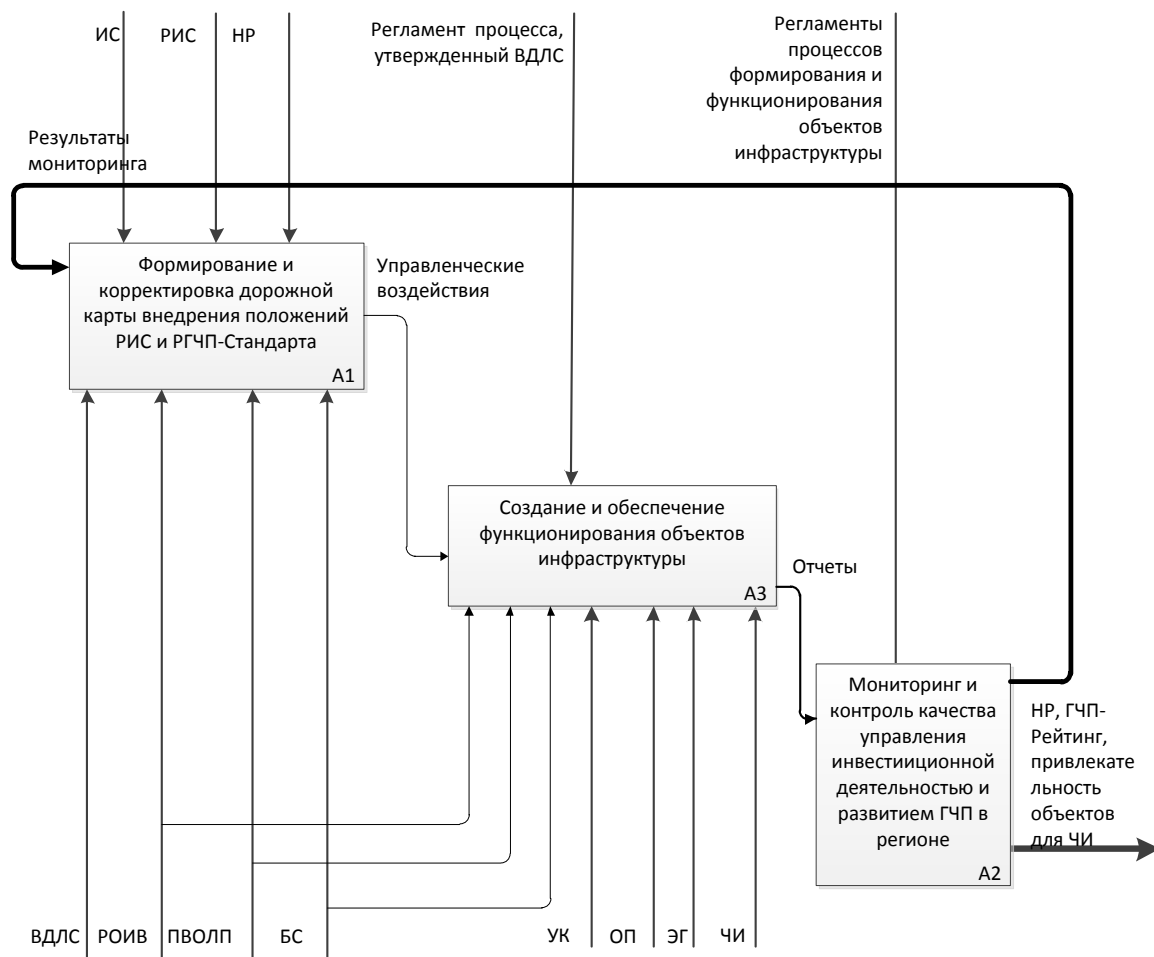 ИС
РИС
НР
Регламент процесса,
утвержденный ВДЛС
Регламенты
процессов
формирования и
функционирования
объектов
инфраструктуры
Результаты
мониторинга
Формирование и
корректировка дорожной
карты внедрения положений
РИС и РГЧП-Стандарта
А1
Управленческие
воздействия
Создание и обеспечение
функционирования объектов
инфраструктуры
А3
Отчеты
Мониторинг и
контроль качества
управления
инвестииционной
деятельностью и
развитием ГЧП в
регионе
А2
НР, ГЧП-
Рейтинг,
привлекате
льность
объектов
для ЧИ
ВДЛС
РОИВ
ПВОЛП
БС
УК
ОП
ЭГ
ЧИ